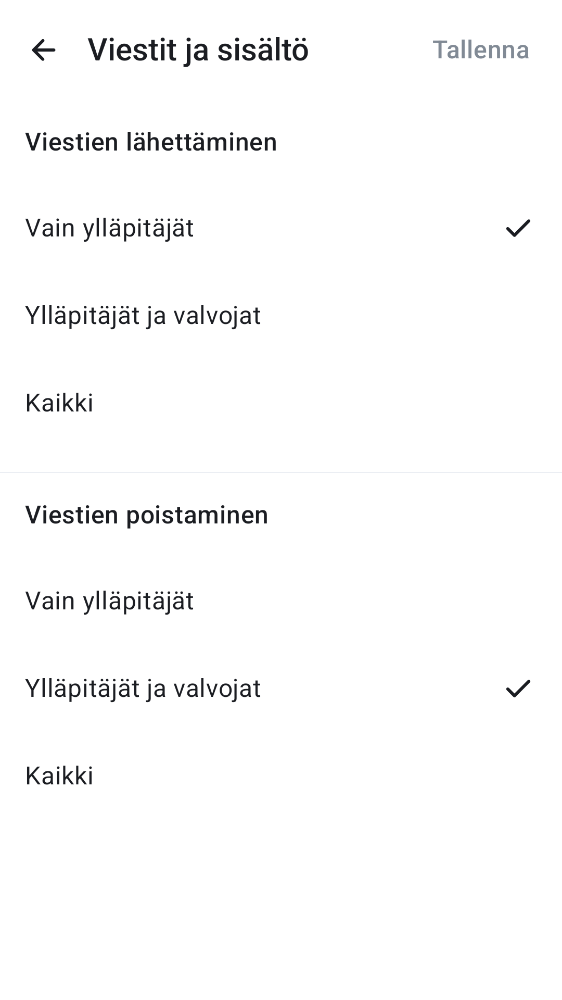 Viestit ja sisältö Tallenna
Viestien lähettäminen
Vain ylläpitäjät
Ylläpitäjät ja valvojat
Kaikki
Viestien poistaminen
Vain ylläpitäjät
Ylläpitäjät ja valvojat
Kaikki